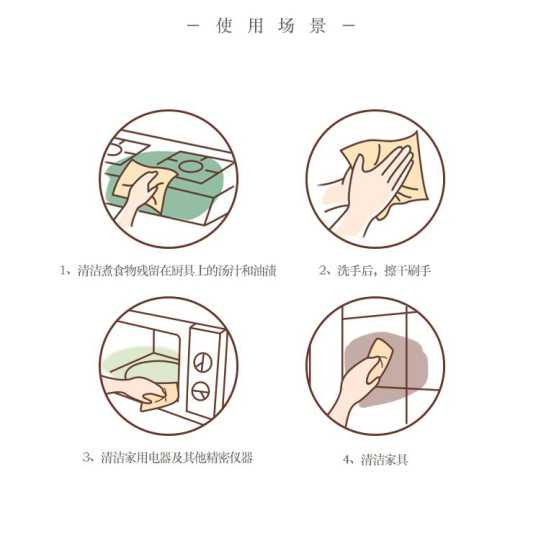 — 使用场景 —
1、清洁煮食物残留在厨具上的汤汁和油渍
2、洗手后，擦干刷手
3、清洁家用电器及其他精密仪器
4、清洁家具